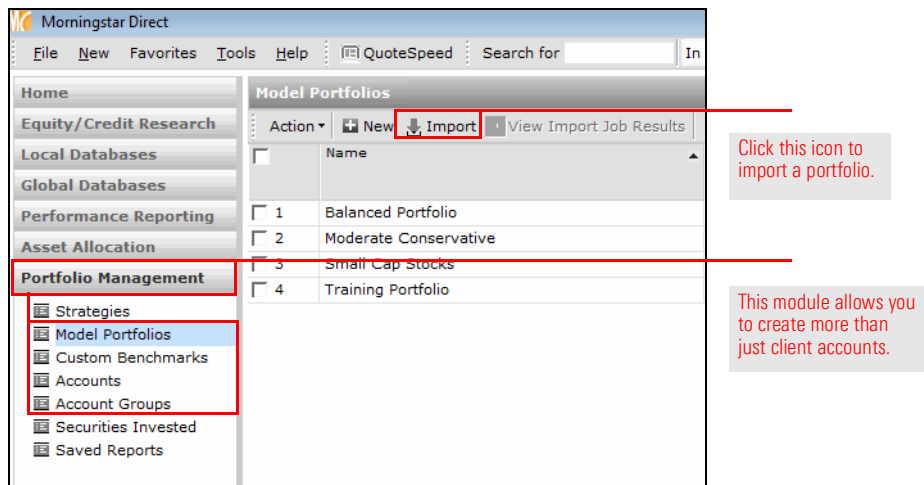 Morningstar Direct
File New Favorites Tools Help QuoteSpeed Search for In
Home
Equity/Credit Research
Local Databases
Global Databases
Performance Reporting
Asset Allocation
Portfolio Management
Strategies
Model Portfolios
Custom Benchmarks
Accounts
Account Groups
Securities Invested
Saved Reports
Model Portfolios
Action New Import View Import Job Results
Name
1 Balanced Portfolio
2 Moderate Conservative
3 Small Cap Stocks
4 Training Portfolio
Click this icon to
import a portfolio.
This module allows you
to create more than
just client accounts.